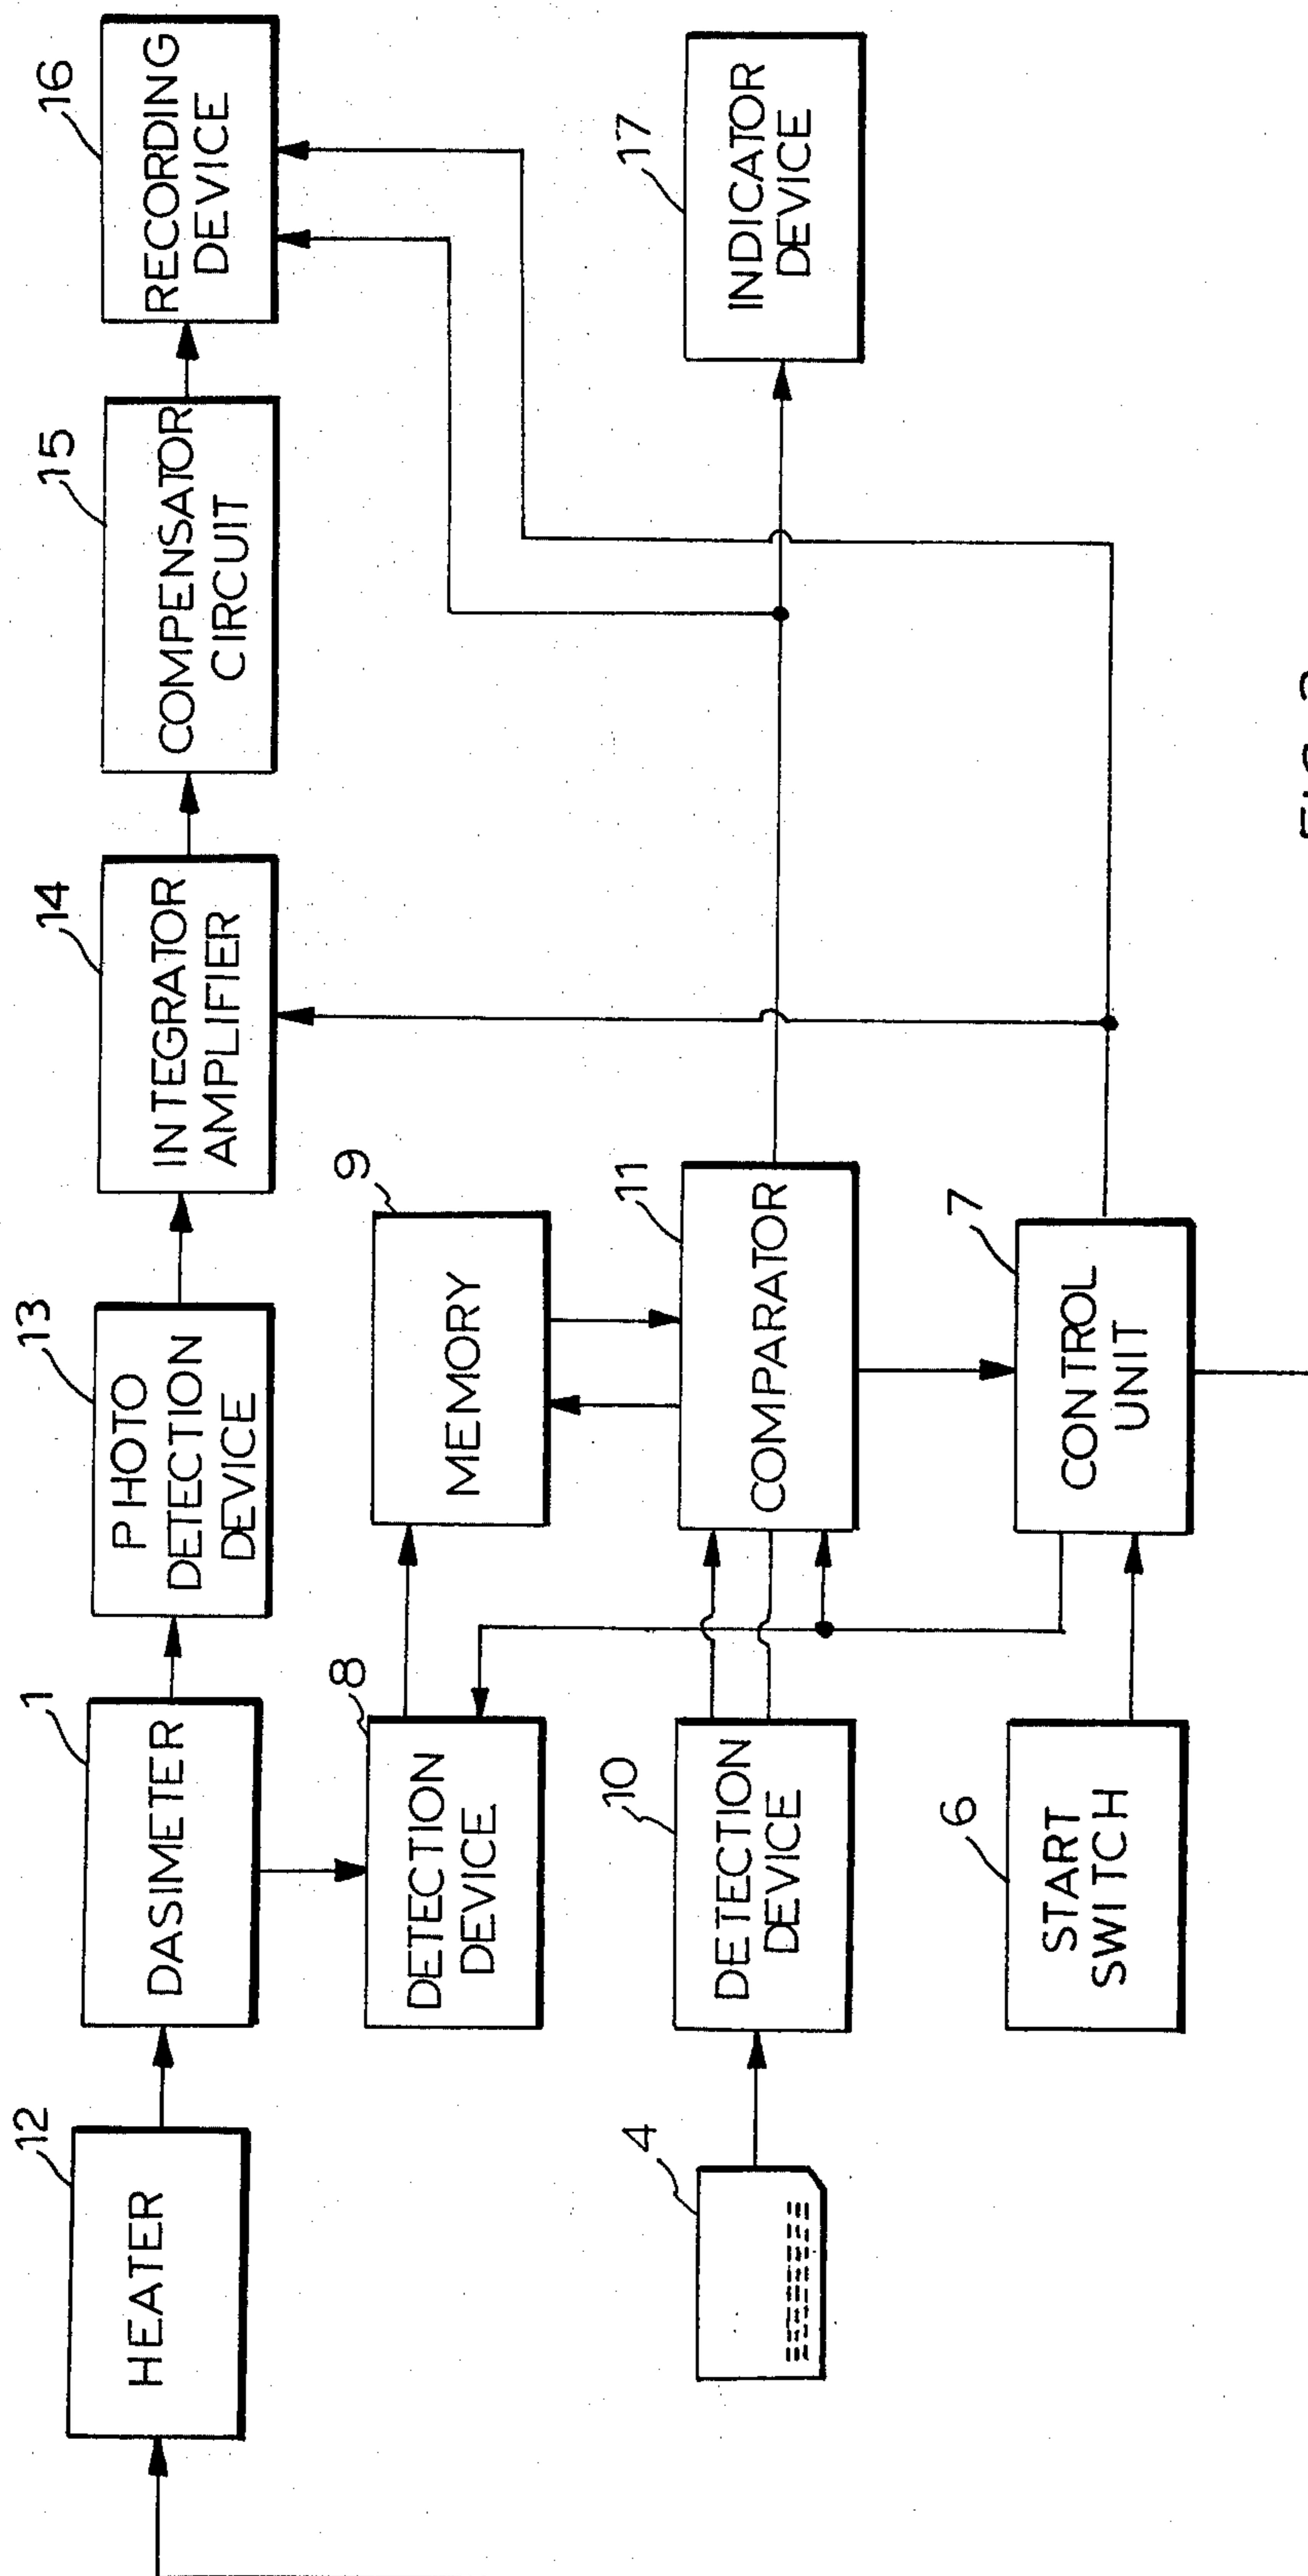 12
HEATER
1
DASIMETER
13
PHOTO
DETECTION
DEVICE
14
INTEGRATOR
AMPLIFIER
15
COMPENSATOR
CIRCUIT
16
RECORDING
DEVICE
8
DETECTION
DEVICE
9
MEMORY
4
10
DETECTION
DEVICE
11
COMPARATOR
17
INDICATOR
DEVICE
6
START
SWITCH
7
CONTROL
UNIT